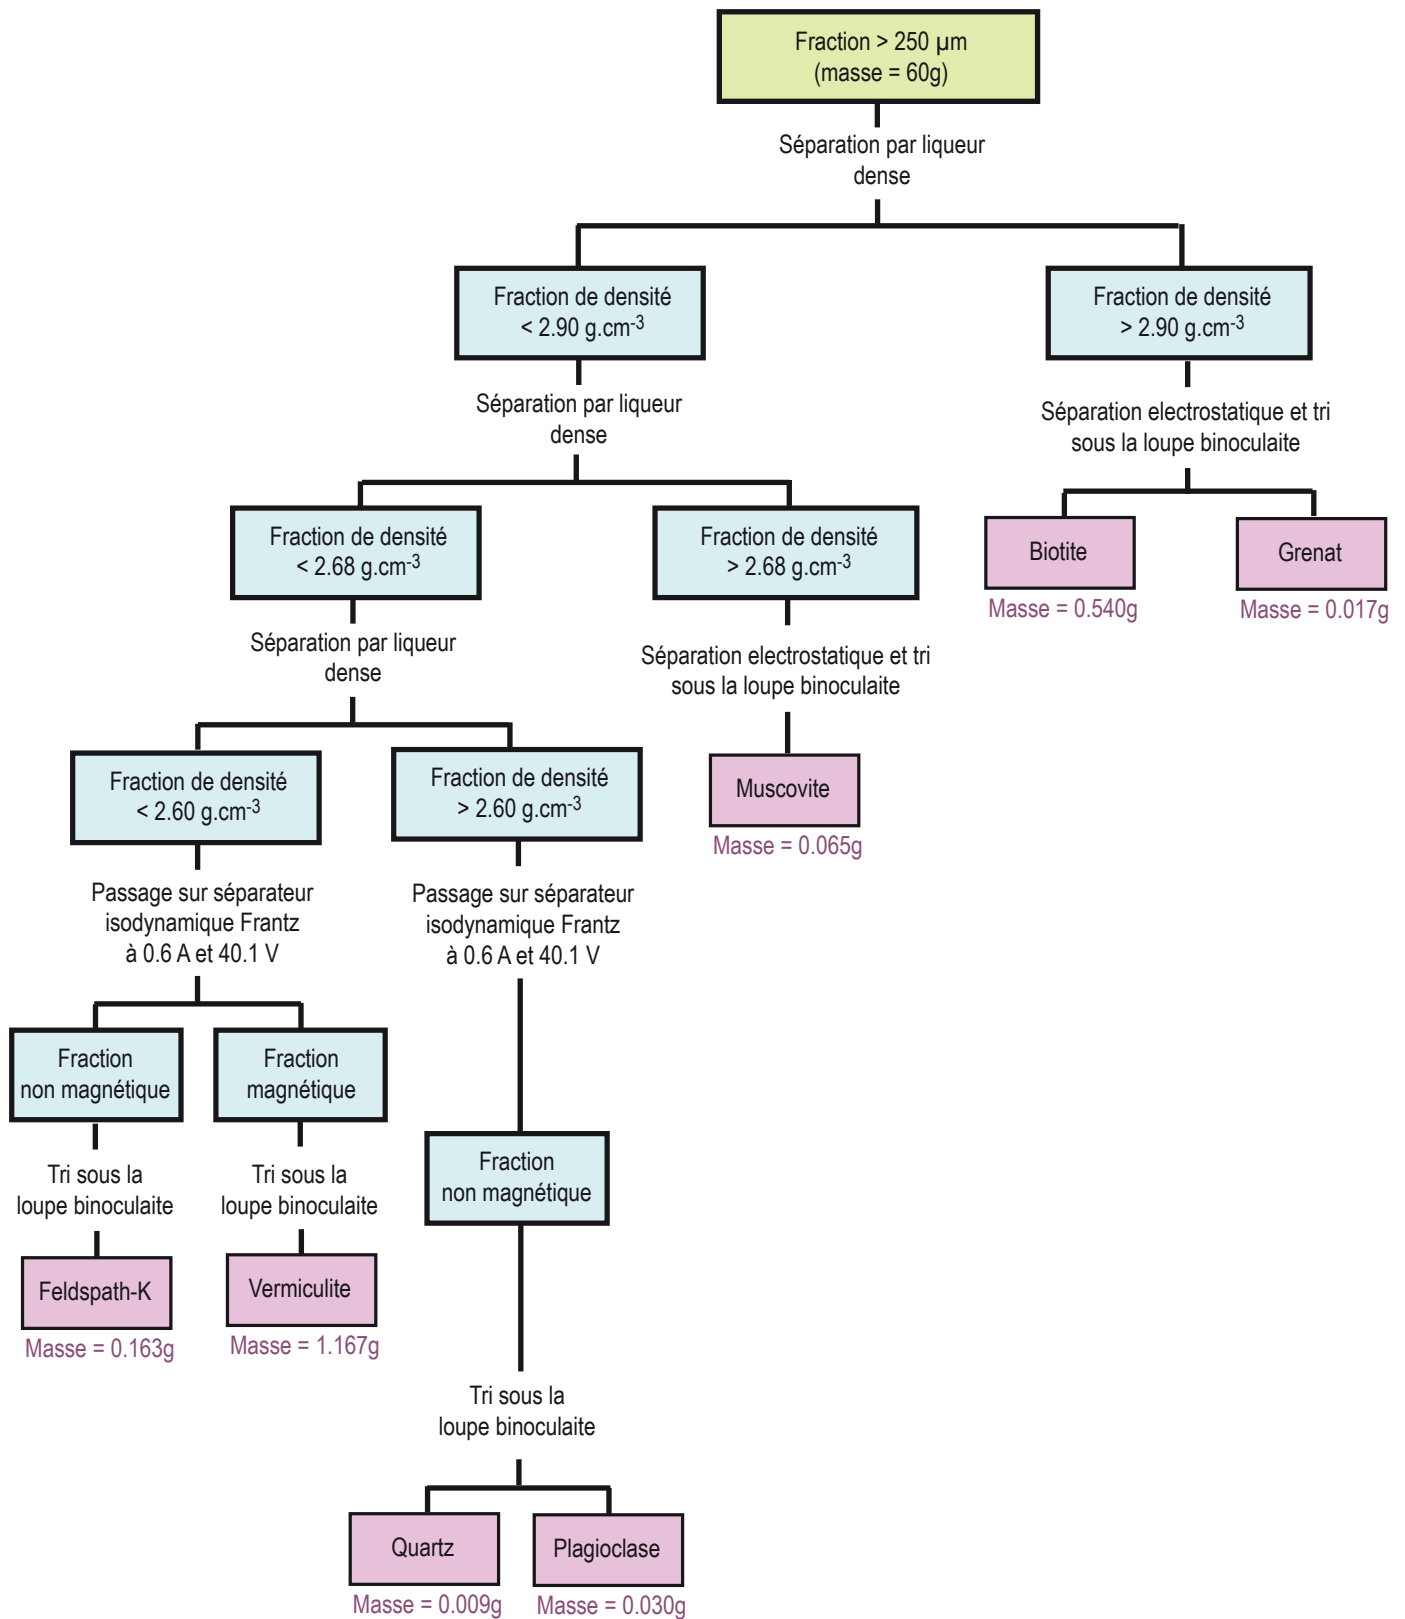 Fraction > 250 µm
(masse = 60g)
Séparation par liqueur
dense
Fraction de densité
< 2.90 g.cm-3
Fraction de densité
> 2.90 g.cm-3
Séparation par liqueur
dense
Séparation electrostatique et tri
sous la loupe binoculaite
Fraction de densité
< 2.68 g.cm-3
Fraction de densité
> 2.68 g.cm-3
Biotite
Masse = 0.540g
Grenat
Masse = 0.017g
Séparation par liqueur
dense
Séparation electrostatique et tri
sous la loupe binoculaite
Fraction de densité
< 2.60 g.cm-3
Fraction de densité
> 2.60 g.cm-3
Muscovite
Masse = 0.065g
Passage sur séparateur
isodynamique Frantz
à 0.6 A et 40.1 V
Passage sur séparateur
isodynamique Frantz
à 0.6 A et 40.1 V
Fraction
non magnétique
Fraction
magnétique
Fraction
non magnétique
Tri sous la
loupe binoculaite
Tri sous la
loupe binoculaite
Feldspath-K
Masse = 0.163g
Vermiculite
Masse = 1.167g
Tri sous la
loupe binoculaite
Quartz
Masse = 0.009g
Plagioclase
Masse = 0.030g